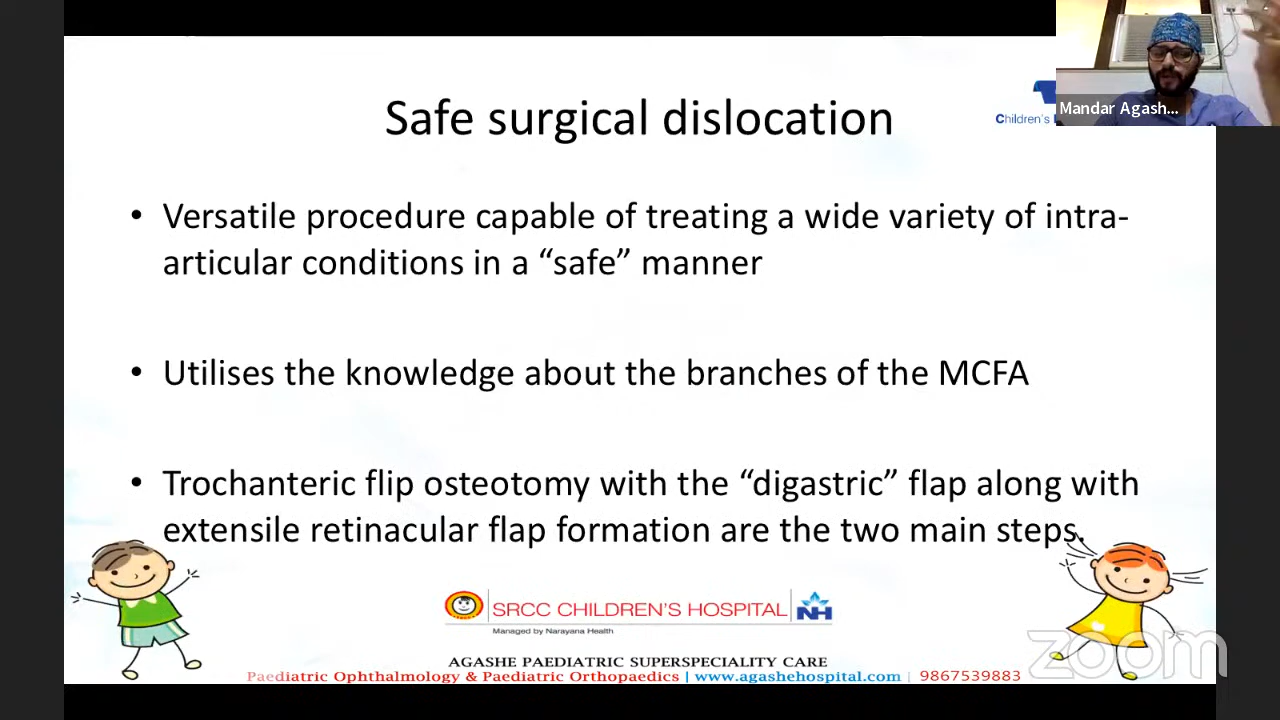 Safe surgical dislocation
Children's
Mandar Agash...
• Versatile procedure capable of treating a wide variety of intra-
articular conditions in a “safe” manner
• Utilises the knowledge about the branches of the MCFA
• Trochanteric flip osteotomy with the “digastric” flap along with
extensile retinacular flap formation are the two main steps.
SRCC CHILDREN'S HOSPITAL NH
Managed by Narayana Health
AGASHE PAEDIATRIC SUPERSPECIALITY CARE
Paediatric Ophthalmology & Paediatric Orthopaedics | www.agashehospital.com | 9867539883
zoom